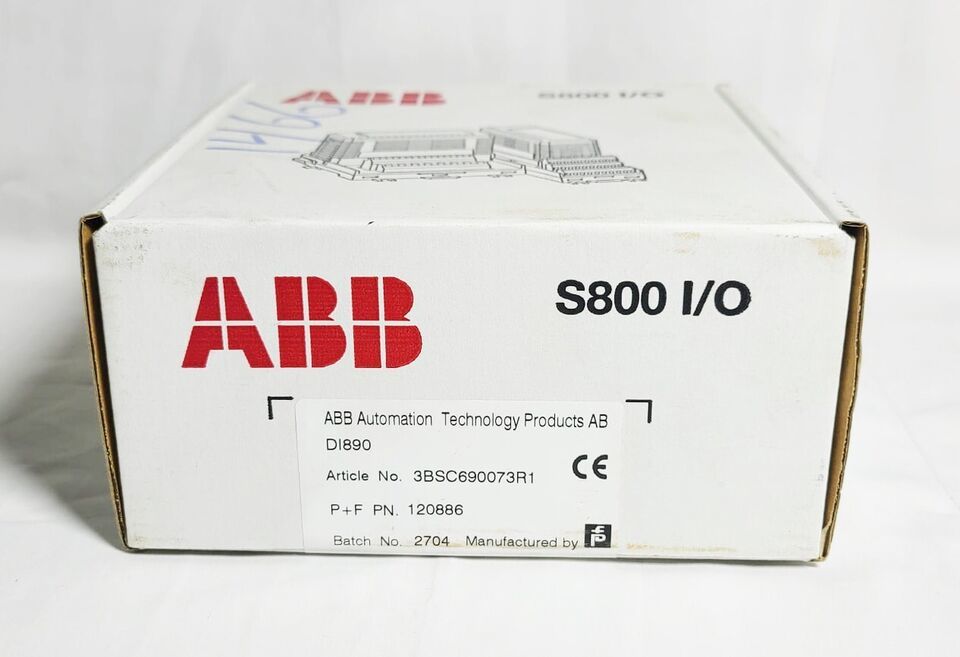 ABB S800 I/O
1466
ABB S800 I/O
ABB Automation Technology Products AB
DI890
Article No. 3BSC690073R1 CE
P+F PN. 120886
Batch No. 2704 Manufactured by